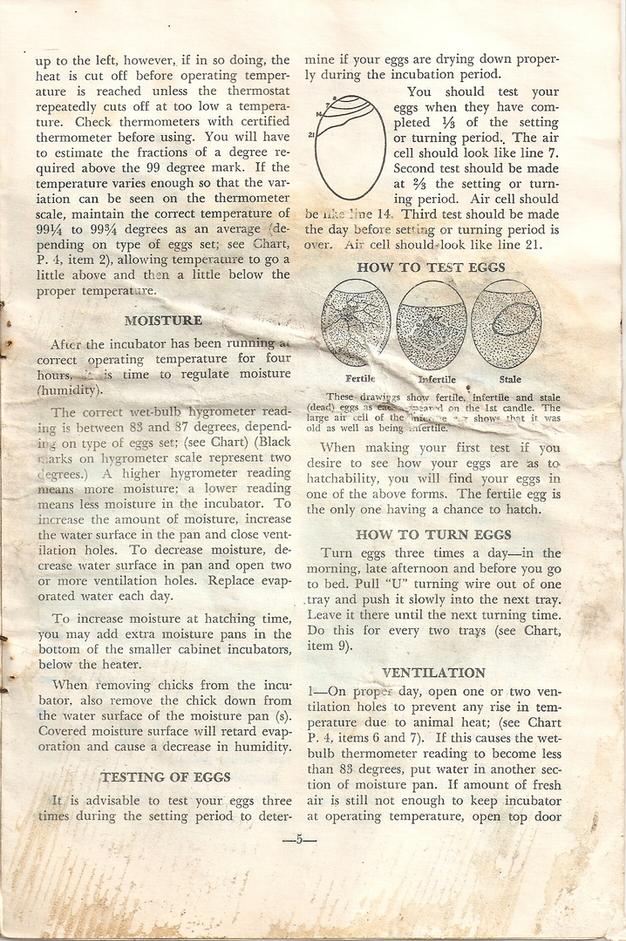 up to the left, however, if in so doing, the
heat is cut off before operating temper-
ature is reached unless the thermostat
repeatedly cuts off at too low a tempera-
ture. Check thermometers with certified
thermometer before using. You will have
to estimate the fractions of a degree re-
quired above the 99 degree mark. If the
temperature varies enough so that the var-
iation can be seen on the thermometer
scale, maintain the correct temperature of
99¼ to 99¾ degrees as an average (de-
pending on type of eggs set; see Chart,
P. 4, item 2), allowing temperature to go a
little above and then a little below the
proper temperature.
MOISTURE
After the incubator has been running at
correct operating temperature for four
hours, is time to regulate moisture
(humidity).
The correct wet-bulb hygrometer read-
ing is between 83 and 87 degrees, depend-
ing on type of eggs set; (see Chart) (Black
marks on hygrometer scale represent two
degrees.) A higher hygrometer reading
means more moisture; a lower reading
means less moisture in the incubator. To
increase the amount of moisture, increase
the water surface in the pan and close vent-
ilation holes. To decrease moisture, de-
crease water surface in pan and open two
or more ventilation holes. Replace evap-
orated water each day.
To increase moisture at hatching time,
you may add extra moisture pans in the
bottom of the smaller cabinet incubators,
below the heater.
When removing chicks from the incu-
bator, also remove the chick down from
the water surface of the moisture pan (s).
Covered moisture surface will retard evap-
oration and cause a decrease in humidity.
TESTING OF EGGS
It is advisable to test your eggs three
times during the setting period to deter-
mine if your eggs are drying down proper-
ly during the incubation period.
7
14
21
You should test your
eggs when they have com-
pleted ⅓ of the setting
or turning period. The air
cell should look like line 7.
Second test should be made
at ⅔ the setting or turn-
ing period. Air cell should
be like line 14. Third test should be made
the day before setting or turning period is
over. Air cell should look like line 21.
HOW TO TEST EGGS
Fertile Infertile Stale
These drawings show fertile, infertile and stale
(dead) eggs as each appeared on the 1st candle. The
large air cell of the shows that it was
old as well as being infertile.
When making your first test if you
desire to see how your eggs are as to
hatchability, you will find your eggs in
one of the above forms. The fertile egg is
the only one having a chance to hatch.
HOW TO TURN EGGS
Turn eggs three times a day—in the
morning, late afternoon and before you go
to bed. Pull "U" turning wire out of one
tray and push it slowly into the next tray.
Leave it there until the next turning time.
Do this for every two trays (see Chart,
item 9).
VENTILATION
1—On proper day, open one or two ven-
tilation holes to prevent any rise in tem-
perature due to animal heat; (see Chart
P. 4, items 6 and 7). If this causes the wet-
bulb thermometer reading to become less
than 83 degrees, put water in another sec-
tion of moisture pan. If amount of fresh
air is still not enough to keep incubator
at operating temperature, open top door
—5—